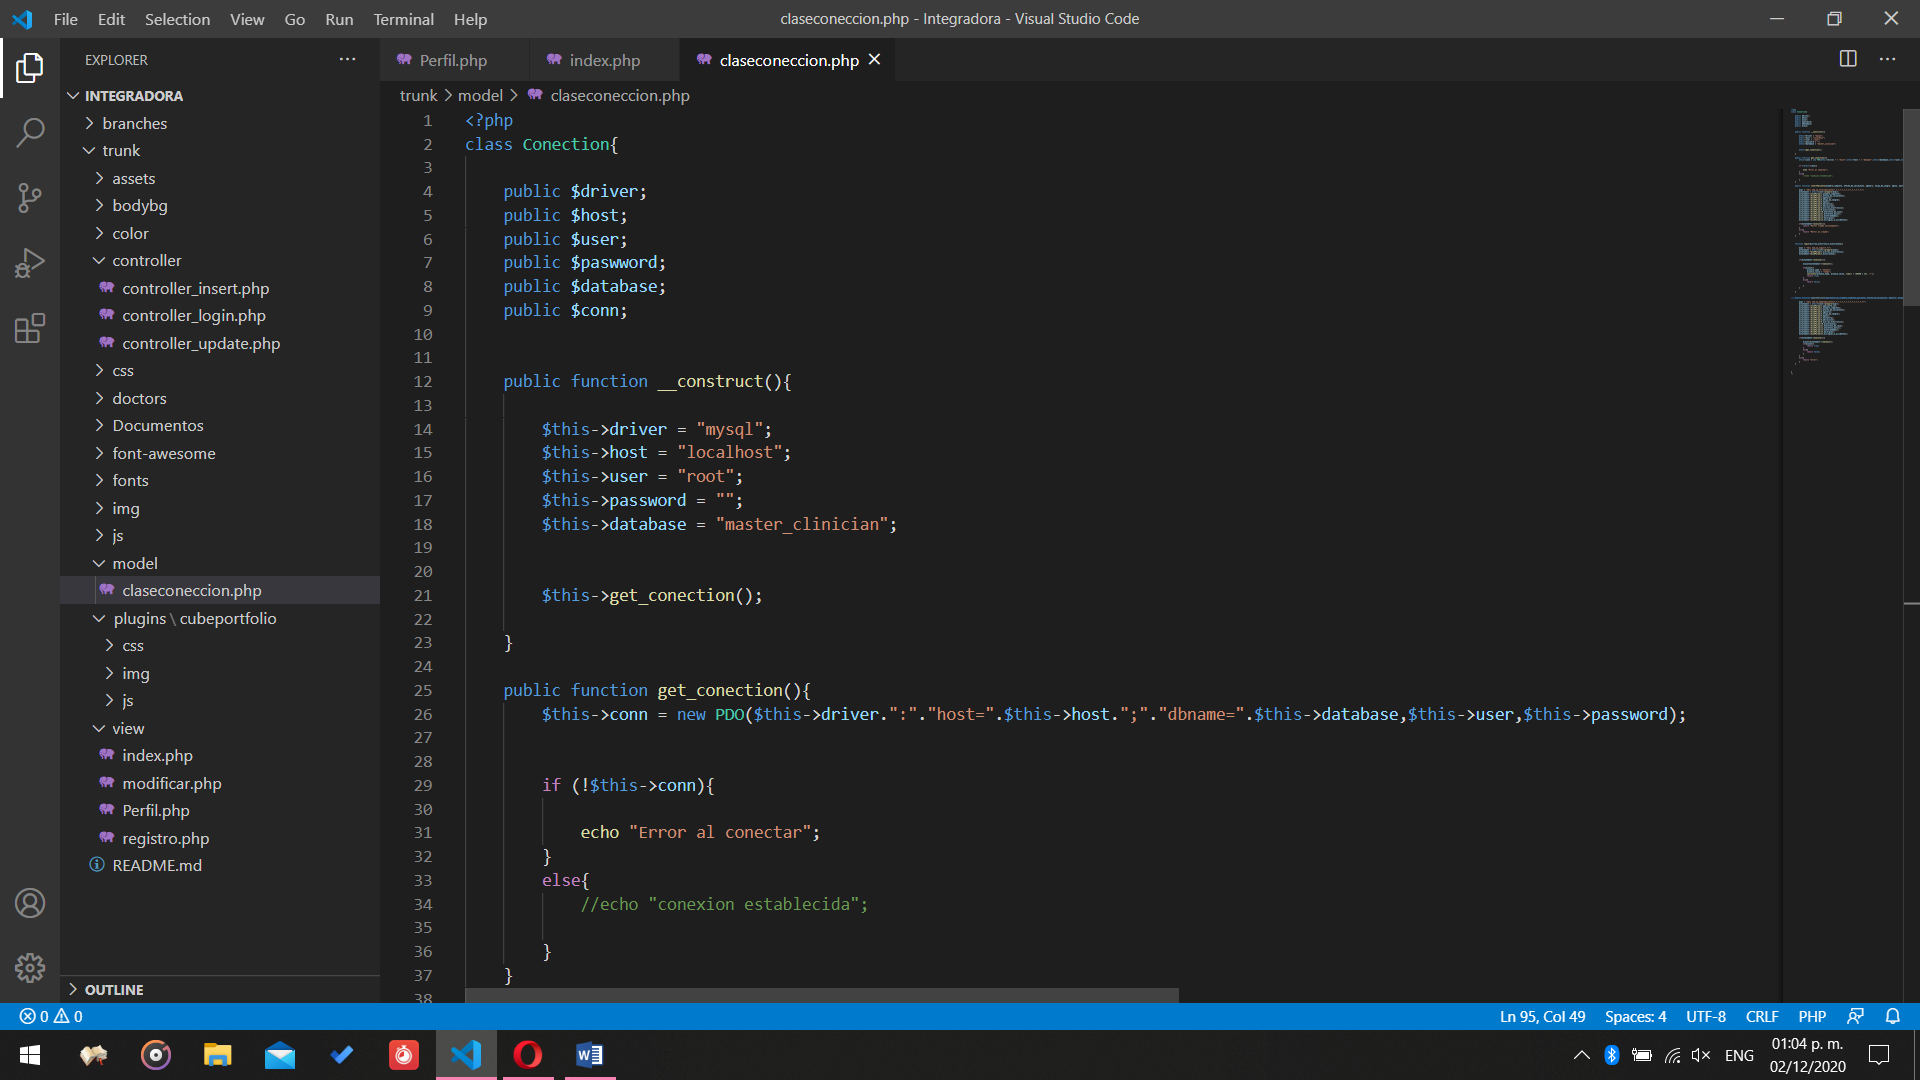 File Edit Selection View Go Run Terminal Help
claseconeccion.php - Integradora - Visual Studio Code
EXPLORER
INTEGRADORA
branches
trunk
assets
bodybg
color
controller
controller_insert.php
controller_login.php
controller_update.php
css
doctors
Documentos
font-awesome
fonts
img
js
model
claseconeccion.php
plugins \ cubeportfolio
css
img
js
view
index.php
modificar.php
Perfil.php
registro.php
README.md
OUTLINE
Perfil.php index.php claseconeccion.php
trunk > model > claseconeccion.php
1 <?php
2 class Conection{
3
4 public $driver;
5 public $host;
6 public $user;
7 public $paswword;
8 public $database;
9 public $conn;
10
11
12 public function __construct(){
13
14 $this->driver = "mysql";
15 $this->host = "localhost";
16 $this->user = "root";
17 $this->password = "";
18 $this->database = "master_clinician";
19
20
21 $this->get_conection();
22
23 }
24
25 public function get_conection(){
26 $this->conn = new PDO($this->driver.":"."host=".$this->host.";"."dbname=".$this->database,$this->user,$this->password);
27
28
29 if (!$this->conn){
30
31 echo "Error al conectar";
32 }
33 else{
34 //echo "conexion establecida";
35
36 }
37 }
38
0 0
Ln 95, Col 49 Spaces: 4 UTF-8 CRLF PHP
ENG
01:04 p. m.
02/12/2020